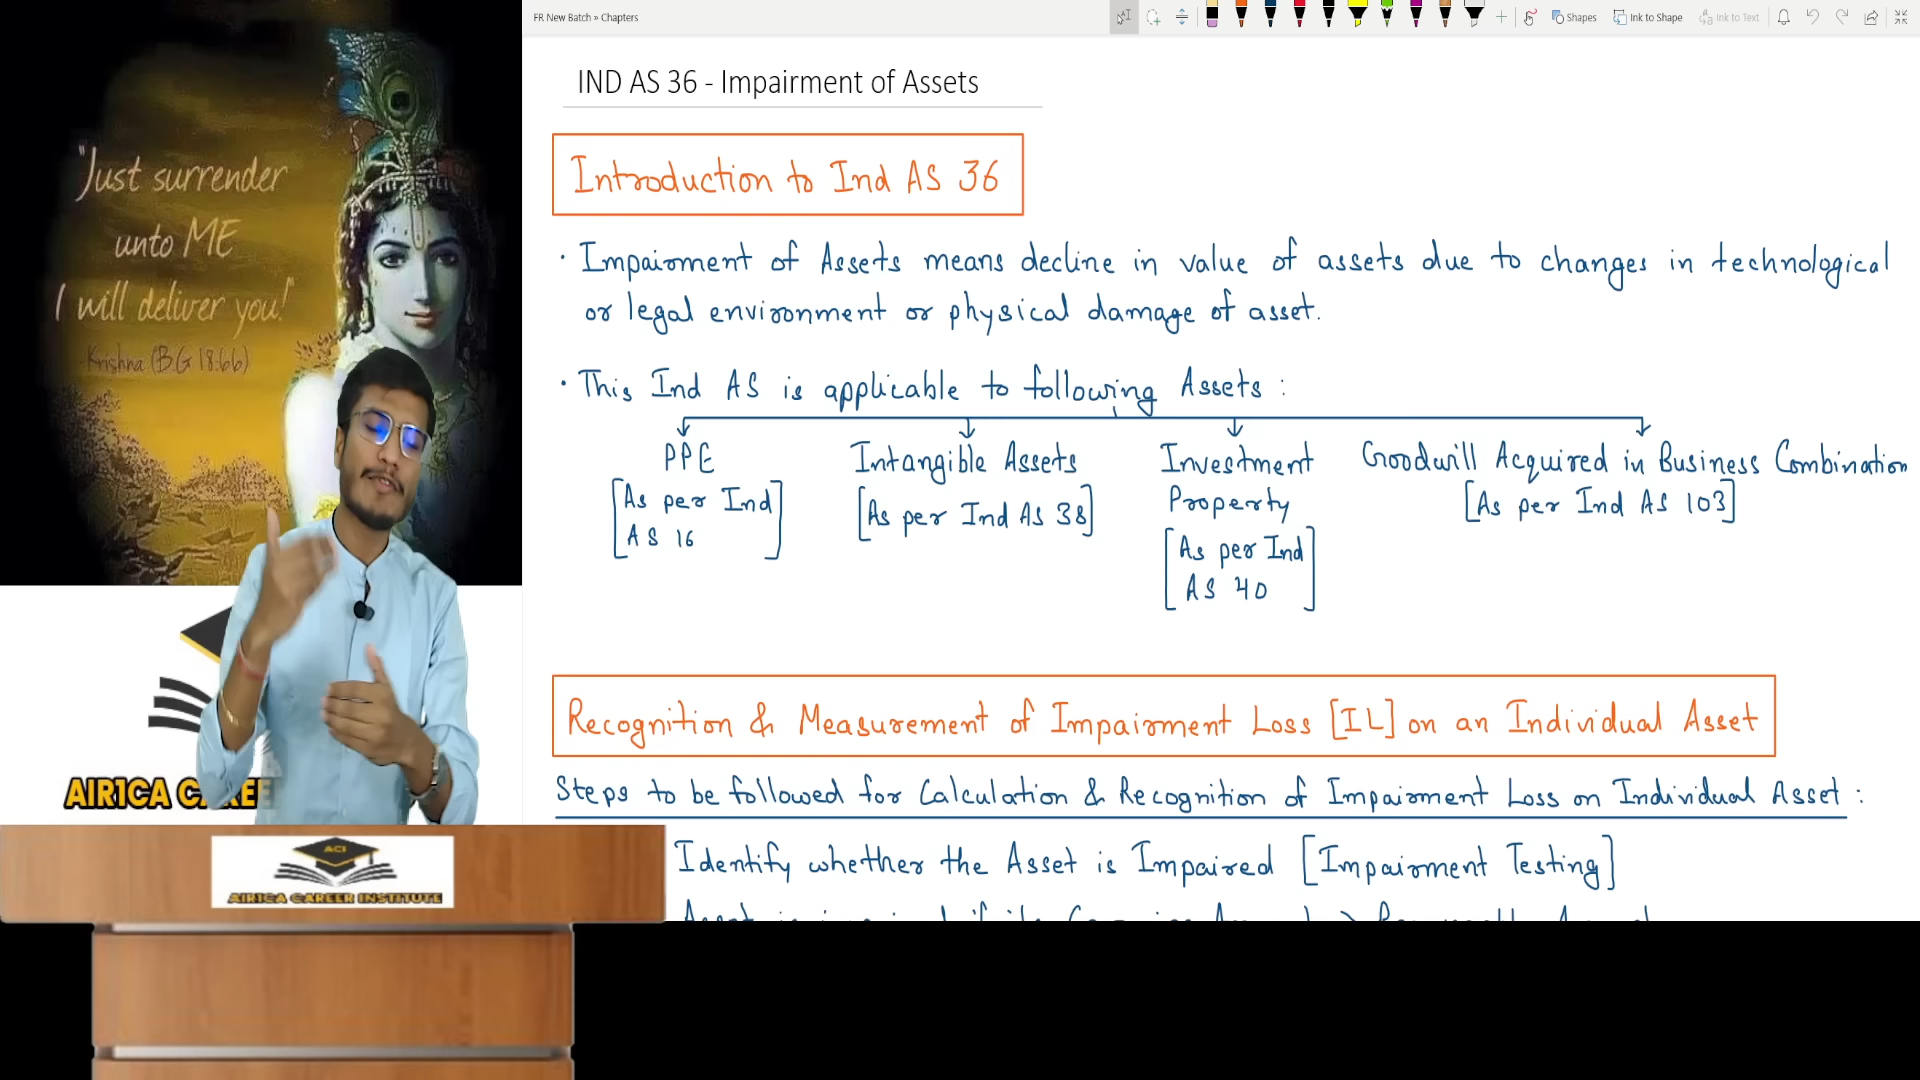 "Just surrender
unto ME
I will deliver you!"
Krishna (B.G 18:66)
AIR1CA
ACI
AIR1CA CAREER INSTITUTE
FR New Batch » Chapters
Shapes
Ink to Shape
Ink to Text
IND AS 36 - Impairment of Assets
Introduction to Ind AS 36
• Impairment of Assets means decline in value of assets due to changes in technological
or legal environment or physical damage of asset.
• This Ind AS is applicable to following Assets :
PPE
[As per Ind
AS 16]
Intangible Assets
[As per Ind AS 38]
Investment
Property
[As per Ind
AS 40]
Goodwill Acquired in Business Combination
[As per Ind AS 103]
Recognition & Measurement of Impairment Loss [IL] on an Individual Asset
Steps to be followed for Calculation & Recognition of Impairment Loss on Individual Asset :
Identify whether the Asset is Impaired [Impairment Testing]